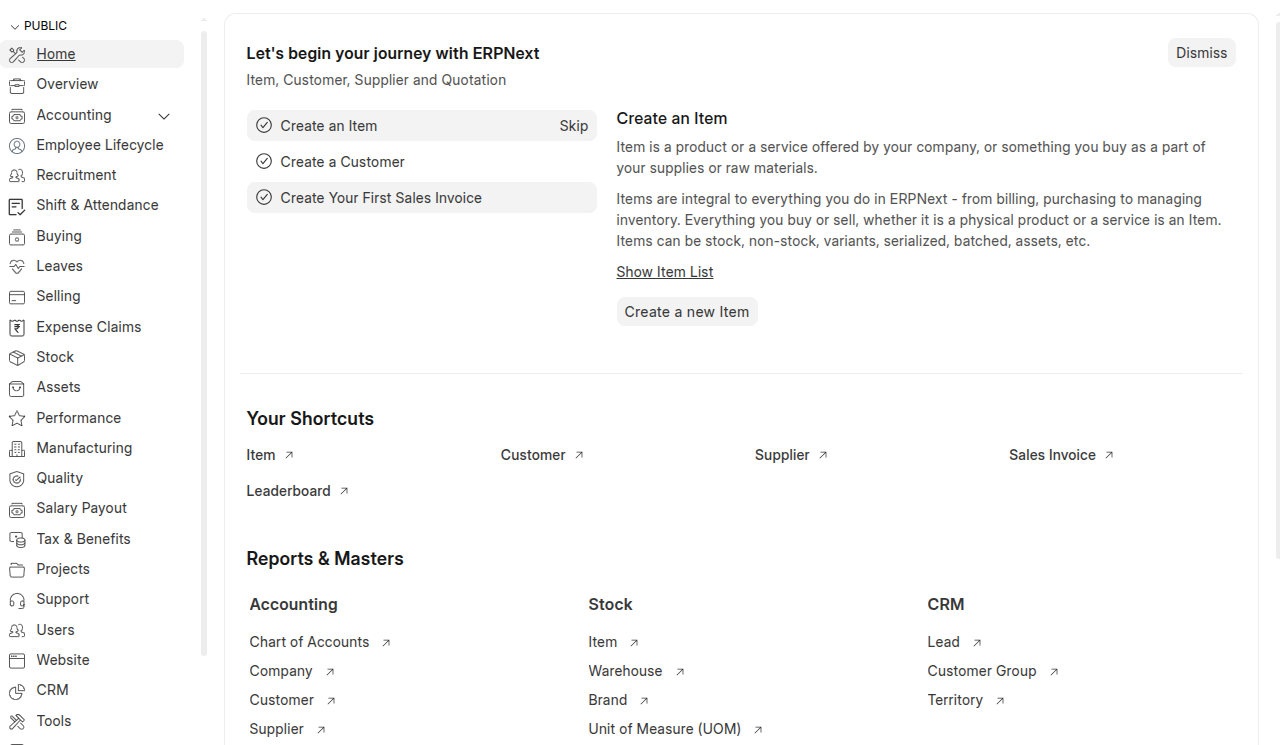 PUBLIC
Home
Overview
Accounting
Employee Lifecycle
Recruitment
Shift & Attendance
Buying
Leaves
Selling
Expense Claims
Stock
Assets
Performance
Manufacturing
Quality
Salary Payout
Tax & Benefits
Projects
Support
Users
Website
CRM
Tools
Let's begin your journey with ERPNext
Dismiss
Item, Customer, Supplier and Quotation
Create an Item
Skip
Create a Customer
Create Your First Sales Invoice
Create an Item
Item is a product or a service offered by your company, or something you buy as a part of
your supplies or raw materials.
Items are integral to everything you do in ERPNext - from billing, purchasing to managing
inventory. Everything you buy or sell, whether it is a physical product or a service is an Item.
Items can be stock, non-stock, variants, serialized, batched, assets, etc.
Show Item List
Create a new Item
Your Shortcuts
Item
Customer
Supplier
Sales Invoice
Leaderboard
Reports & Masters
Accounting
Chart of Accounts
Company
Customer
Supplier
Stock
Item
Warehouse
Brand
Unit of Measure (UOM)
CRM
Lead
Customer Group
Territory